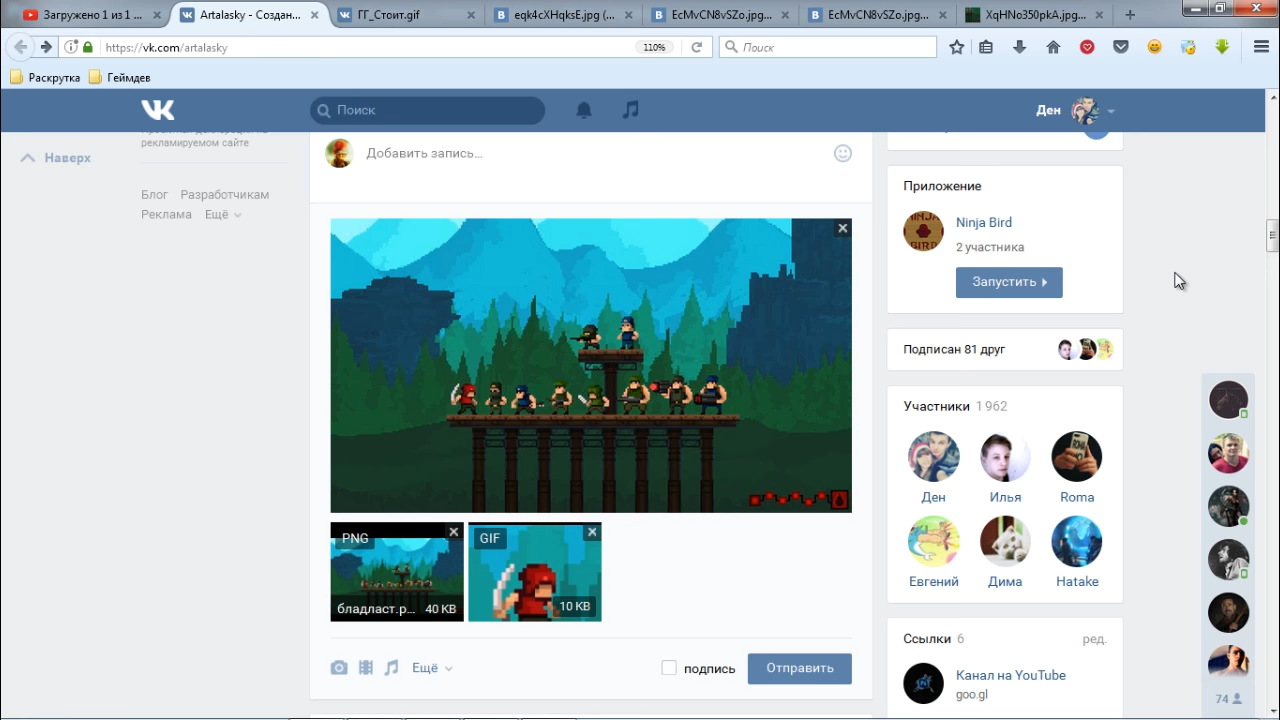 Загружено 1 из 1 ...
Artalasky - Создан...
ГГ_Стоит.gif
eqk4cXHqksE.jpg (...
EcMvCN8vSZo.jpg...
EcMvCN8vSZo.jpg...
XqHNo350pkA.jpg...
https://vk.com/artalasky
110%
Поиск
Раскрутка
Геймдев
Поиск
Ден
рекламируемом сайте
Наверх
Добавить запись...
Блог Разработчикам
Реклама Ещё
Приложение
NINJA
BIRD
Ninja Bird
2 участника
Запустить
Подписан 81 друг
Участники 1 962
Ден
Илья
Roma
Евгений
Дима
Hatake
PNG
бладласт.p... 40 KB
GIF
10 KB
Ссылки 6
ред.
Канал на YouTube
goo.gl
Ещё
подпись
Отправить
74